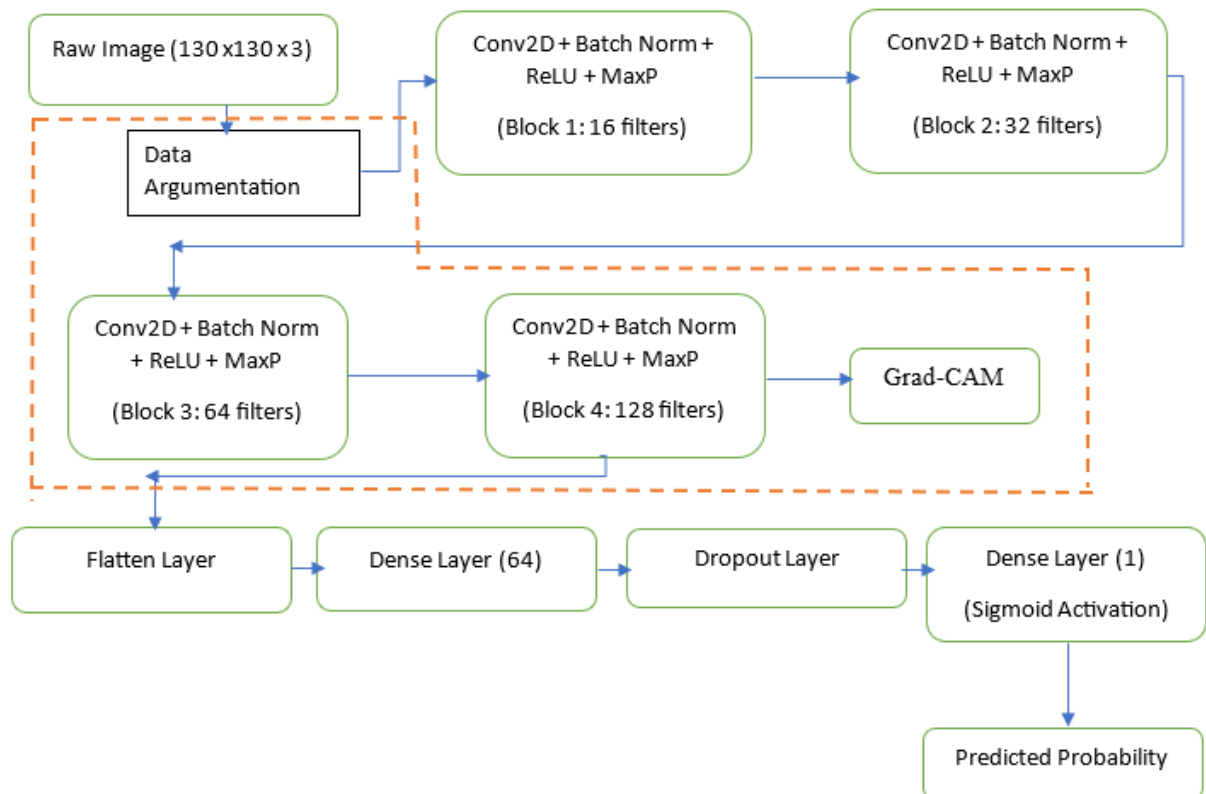 Raw Image (130 x130 x 3)
Data
Argumentation
Conv2D + Batch Norm +
ReLU + MaxP
(Block 1: 16 filters)
Conv2D + Batch Norm +
ReLU + MaxP
(Block 2: 32 filters)
Conv2D + Batch Norm
+ ReLU + MaxP
(Block 3: 64 filters)
Conv2D + Batch Norm
+ ReLU + MaxP
(Block 4: 128 filters)
Grad-CAM
Flatten Layer
Dense Layer (64)
Dropout Layer
Dense Layer (1)
(Sigmoid Activation)
Predicted Probability